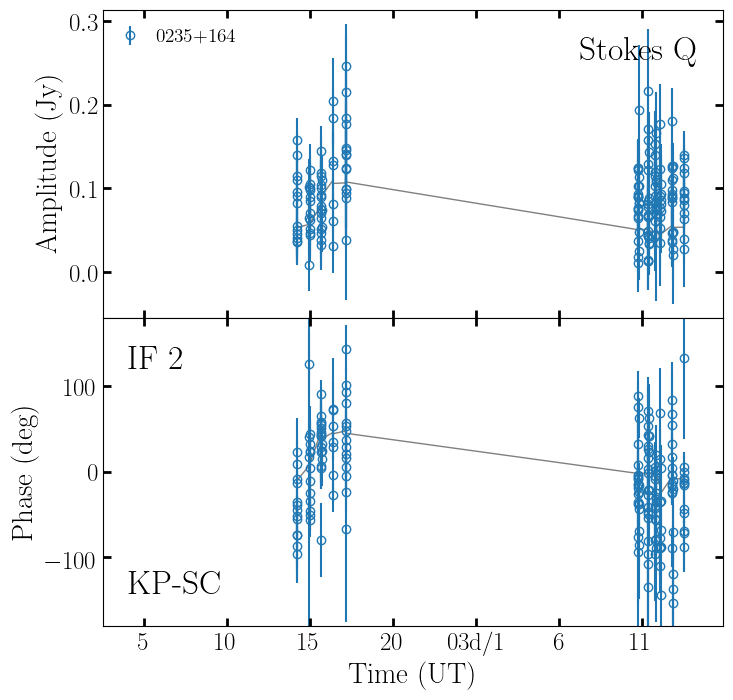 0235+164
Stokes Q
0.3
0.2
0.1
0.0
Amplitude (Jy)
IF 2
100
0
−100
Phase (deg)
KP-SC
5 10 15 20 03d/1 6 11
Time (UT)